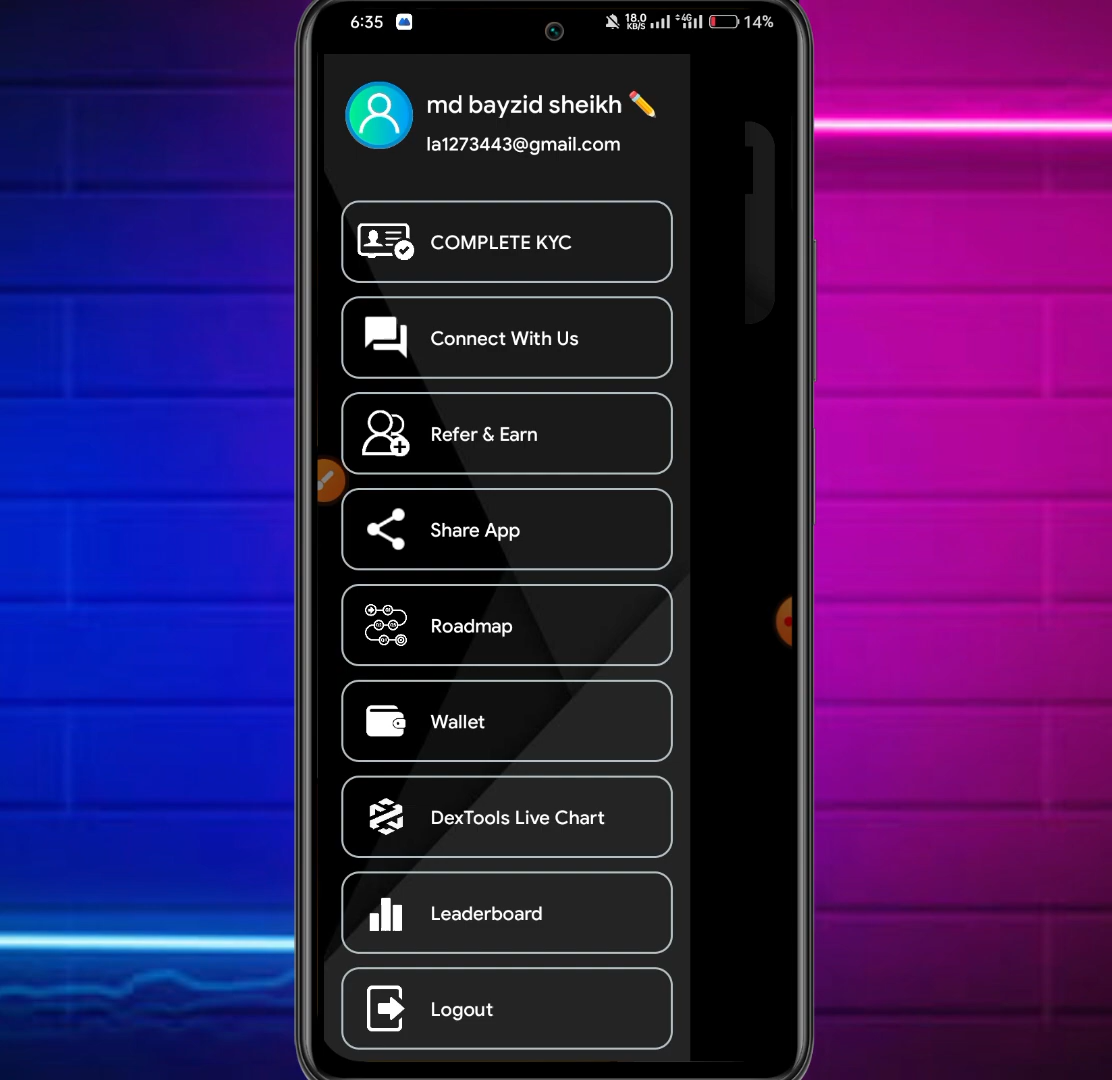 6:35 18.0 KB/S 4G 14%
md bayzid sheikh ✏️
la1273443@gmail.com
COMPLETE KYC
Connect With Us
Refer & Earn
Share App
Roadmap
Wallet
DexTools Live Chart
Leaderboard
Logout